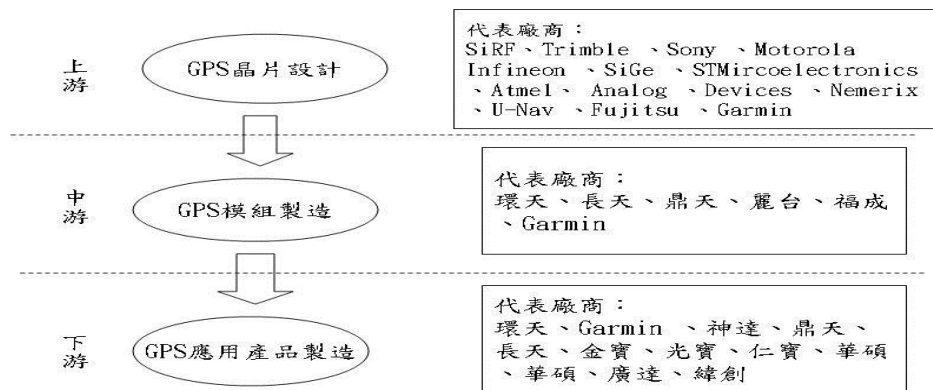 代表廠商：
SiRF、Trimble 、Sony 、Motorola
Infineon 、SiGe 、STMircoelectronics
、Atmel、 Analog 、Devices 、Nemerix
、U-Nav 、Fujitsu 、Garmin
上游
GPS晶片設計
代表廠商：
環天、長天、鼎天、麗台、福成
、Garmin
中游
GPS模組製造
代表廠商：
環天、Garmin 、神達、鼎天、
長天、金寶、光寶、仁寶、華碩
、華碩、廣達、緯創
下游
GPS應用產品製造